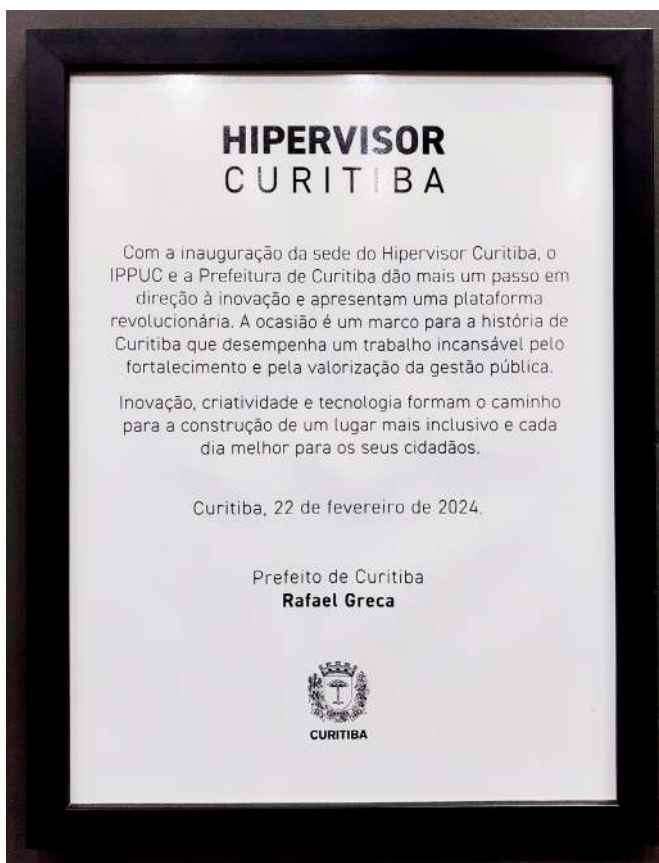 HIPERVISOR
CURITIBA
Com a inauguração da sede do Hipervisor Curitiba, o
IPPUC e a Prefeitura de Curitiba dão mais um passo em
direção à inovação e apresentam uma plataforma
revolucionária. A ocasião é um marco para a história de
Curitiba que desempenha um trabalho incansável pelo
fortalecimento e pela valorização da gestão pública.
Inovação, criatividade e tecnologia formam o caminho
para a construção de um lugar mais inclusivo e cada
dia melhor para os seus cidadãos.
Curitiba, 22 de fevereiro de 2024.
Prefeito de Curitiba
Rafael Greca
CURITIBA